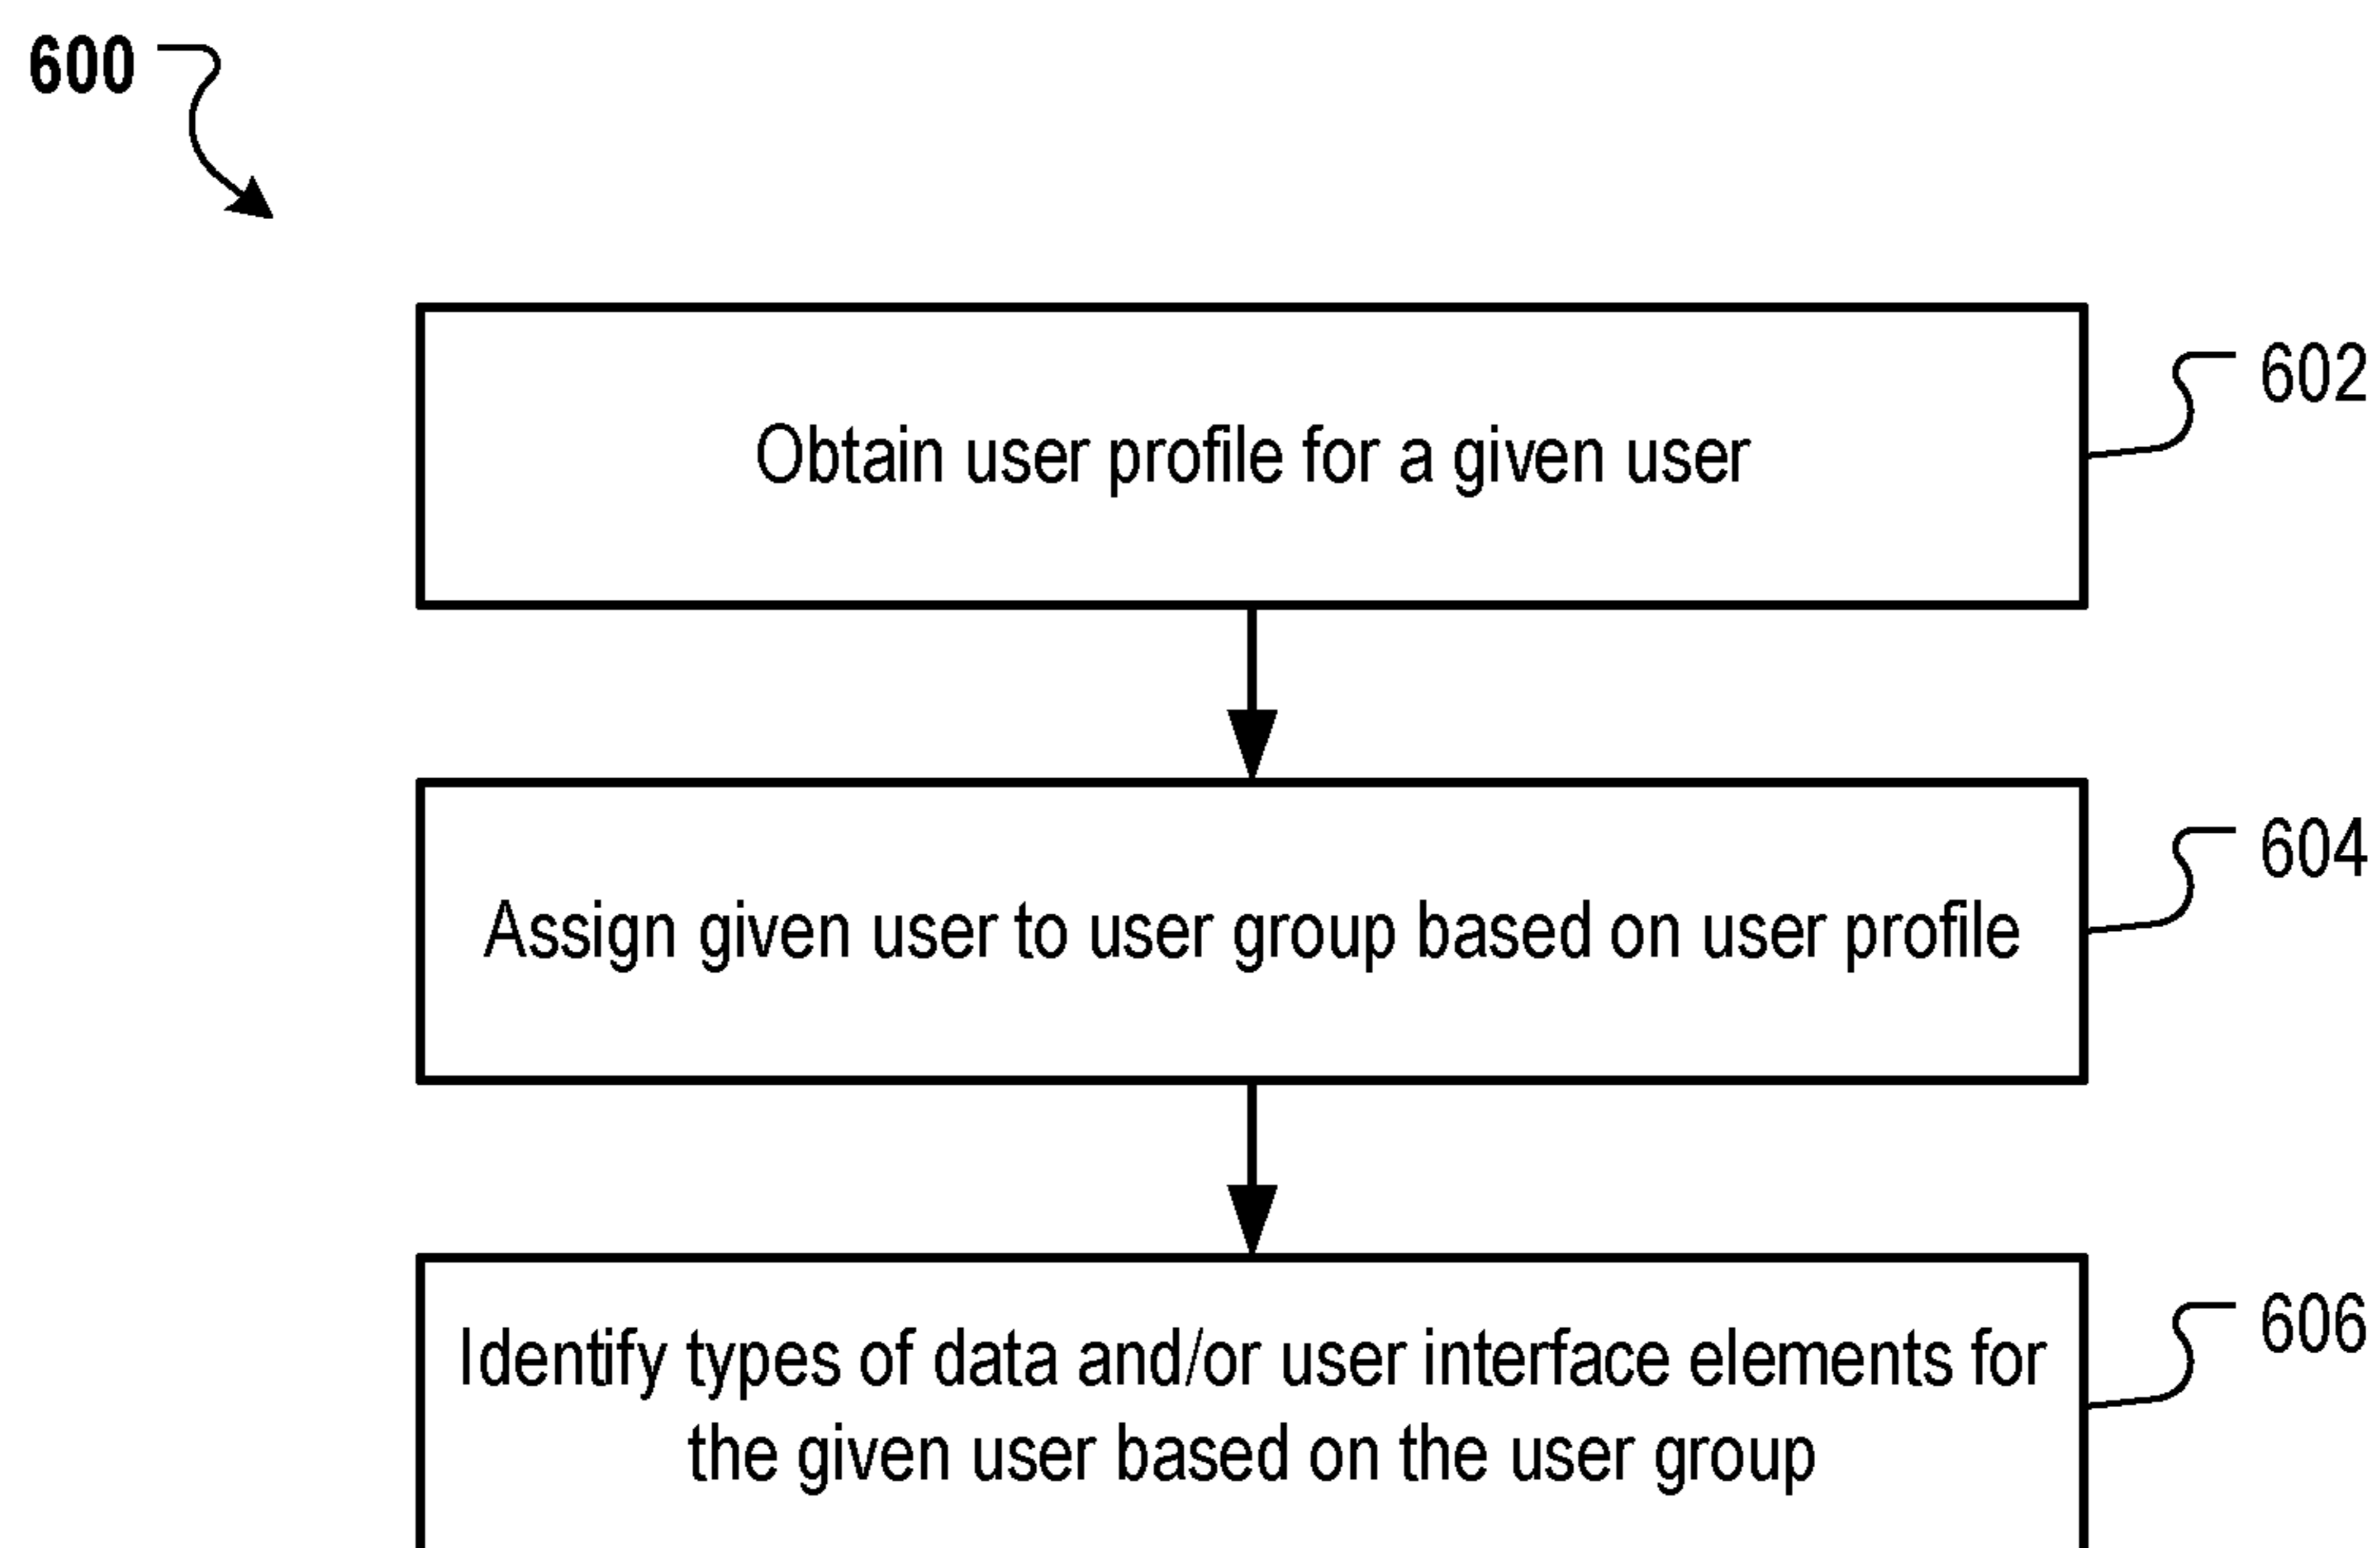 600
602
Obtain user profile for a given user
604
Assign given user to user group based on user profile
606
Identify types of data and/or user interface elements for
the given user based on the user group